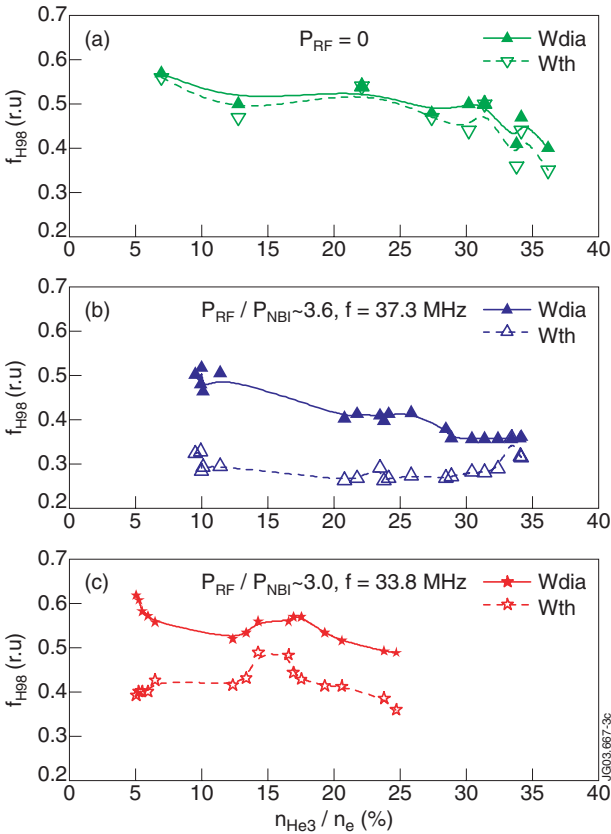 0.7
(a)
P_RF = 0
Wdia
Wth
0.6
0.5
0.4
0.3
0.2
f_H98 (r.u)
0 5 10 15 20 25 30 35 40
0.7
(b)
P_RF / P_NBI~3.6, f = 37.3 MHz
Wdia
Wth
0.6
0.5
0.4
0.3
0.2
f_H98 (r.u)
0 5 10 15 20 25 30 35 40
0.7
(c)
P_RF / P_NBI~3.0, f = 33.8 MHz
Wdia
Wth
0.6
0.5
0.4
0.3
0.2
f_H98 (r.u)
0 5 10 15 20 25 30 35 40
n_He3 / n_e (%)
JG03.667-3c